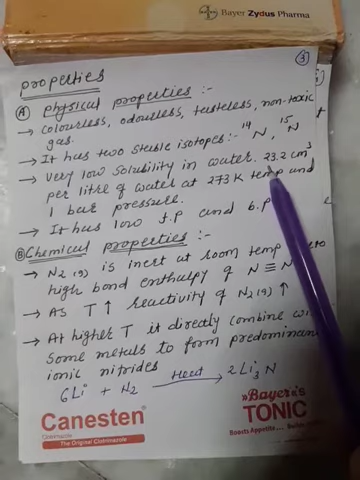 Bayer Zydus Pharma
3
Properties
A Physical properties :-
→ Colourless, odourless, tasteless, non-toxic
gas.
→ It has two stable isotopes :- 14N, 15N
→ Very low solubility in water. 23.2 cm3
per litre of water at 273K temp and
1 bar pressure.
→ It has low f.p and b.p
B Chemical properties :-
→ N2 (g) is inert at room temp
high bond enthalpy of N≡N
→ As T↑ reactivity of N2 (g) ↑
→ At higher T it directly combine
some metals to form predominan
ionic nitrides
6Li + N2 Heat→ 2Li3N
Canesten
Clotrimazole
The Original Clotrimazole
»Bayer's
TONIC
Boosts Appetite...